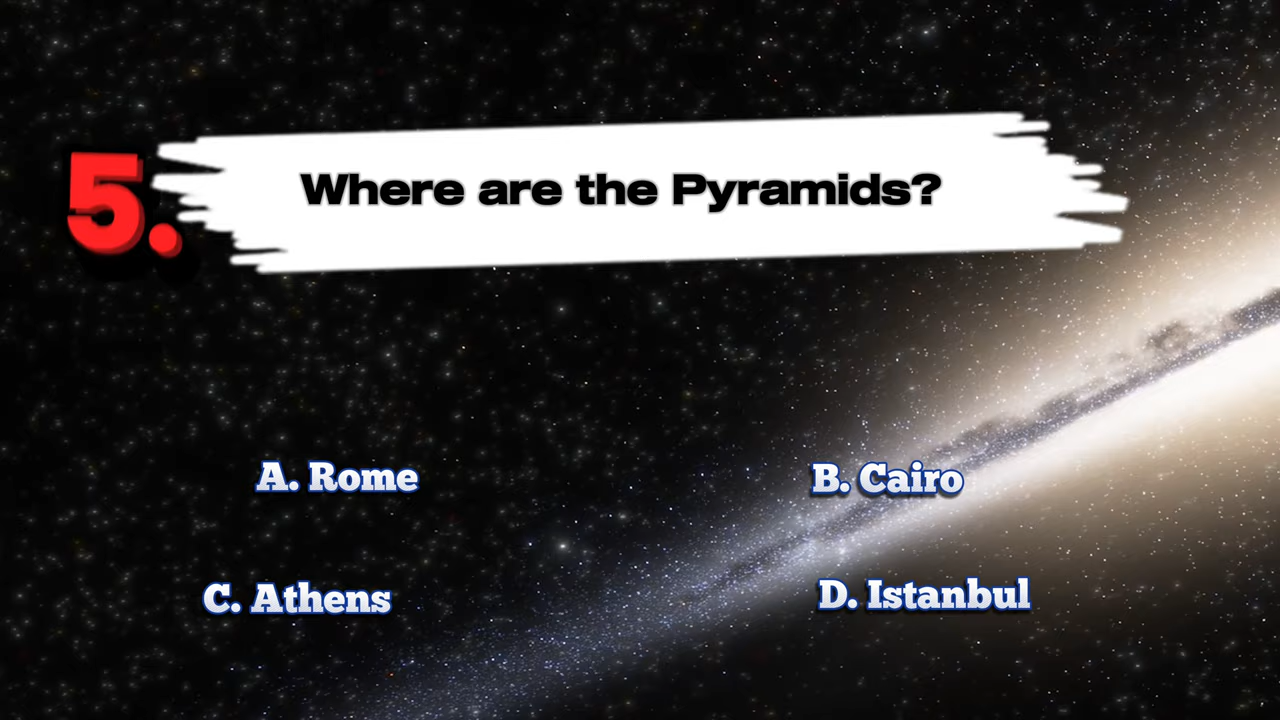 5.
Where are the Pyramids?
A. Rome
B. Cairo
C. Athens
D. Istanbul